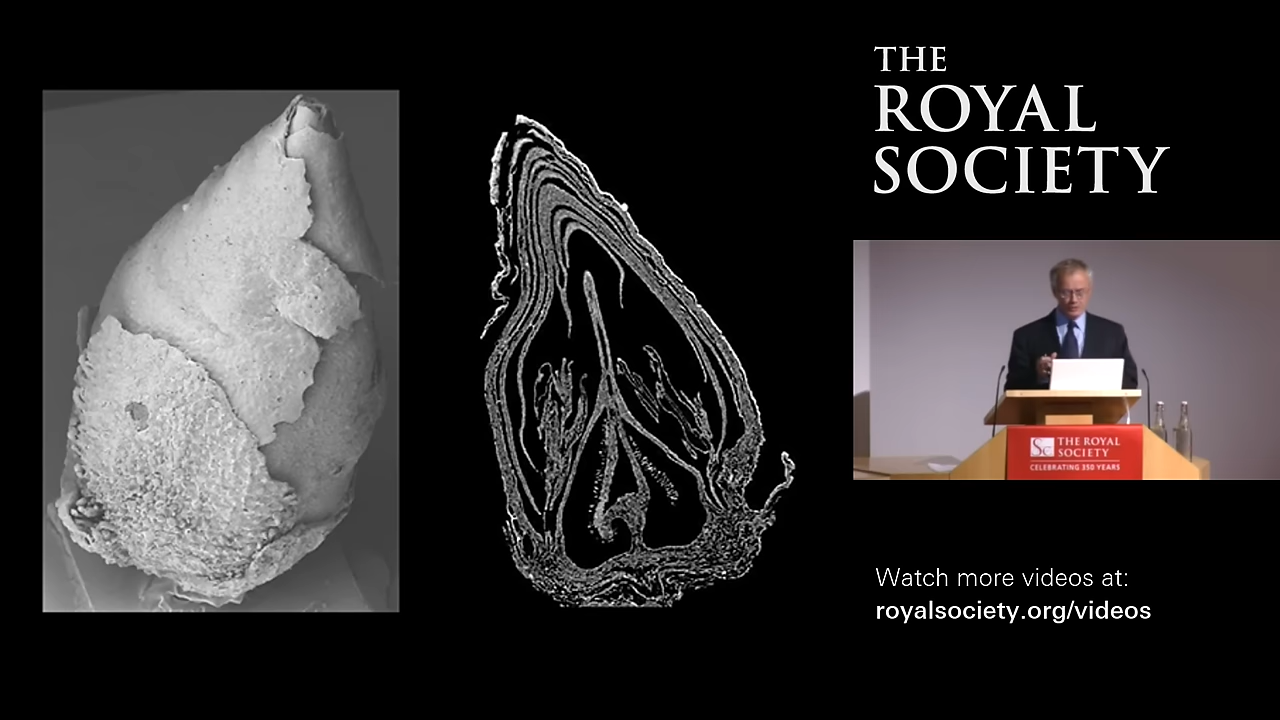 THE
ROYAL
SOCIETY
THE ROYAL
SOCIETY
CELEBRATING 350 YEARS
Watch more videos at:
royalsociety.org/videos